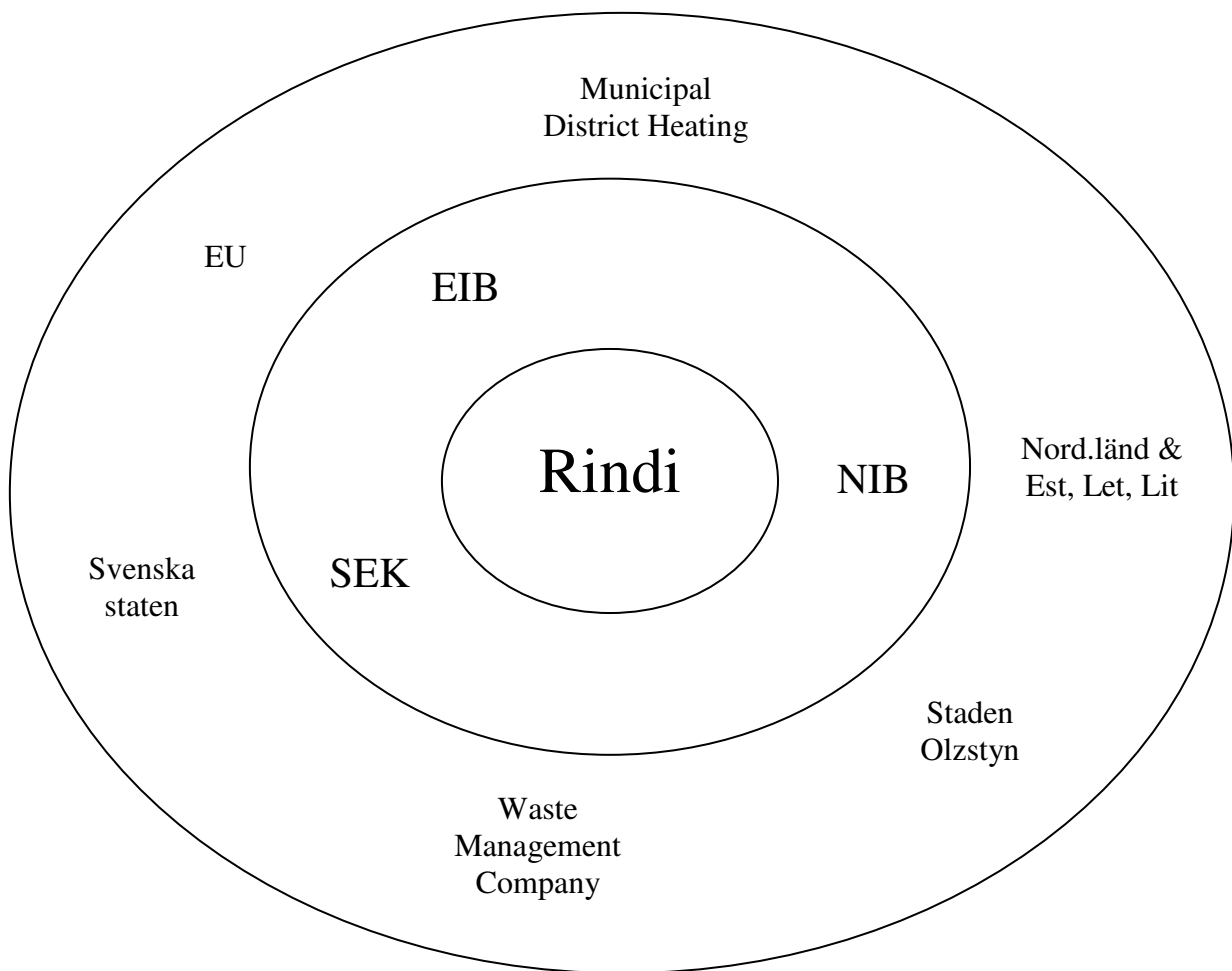 Municipal
District Heating
EU
EIB
Rindi
NIB
Nord.länd &
Est, Let, Lit
SEK
Svenska
staten
Staden
Olzstyn
Waste
Management
Company